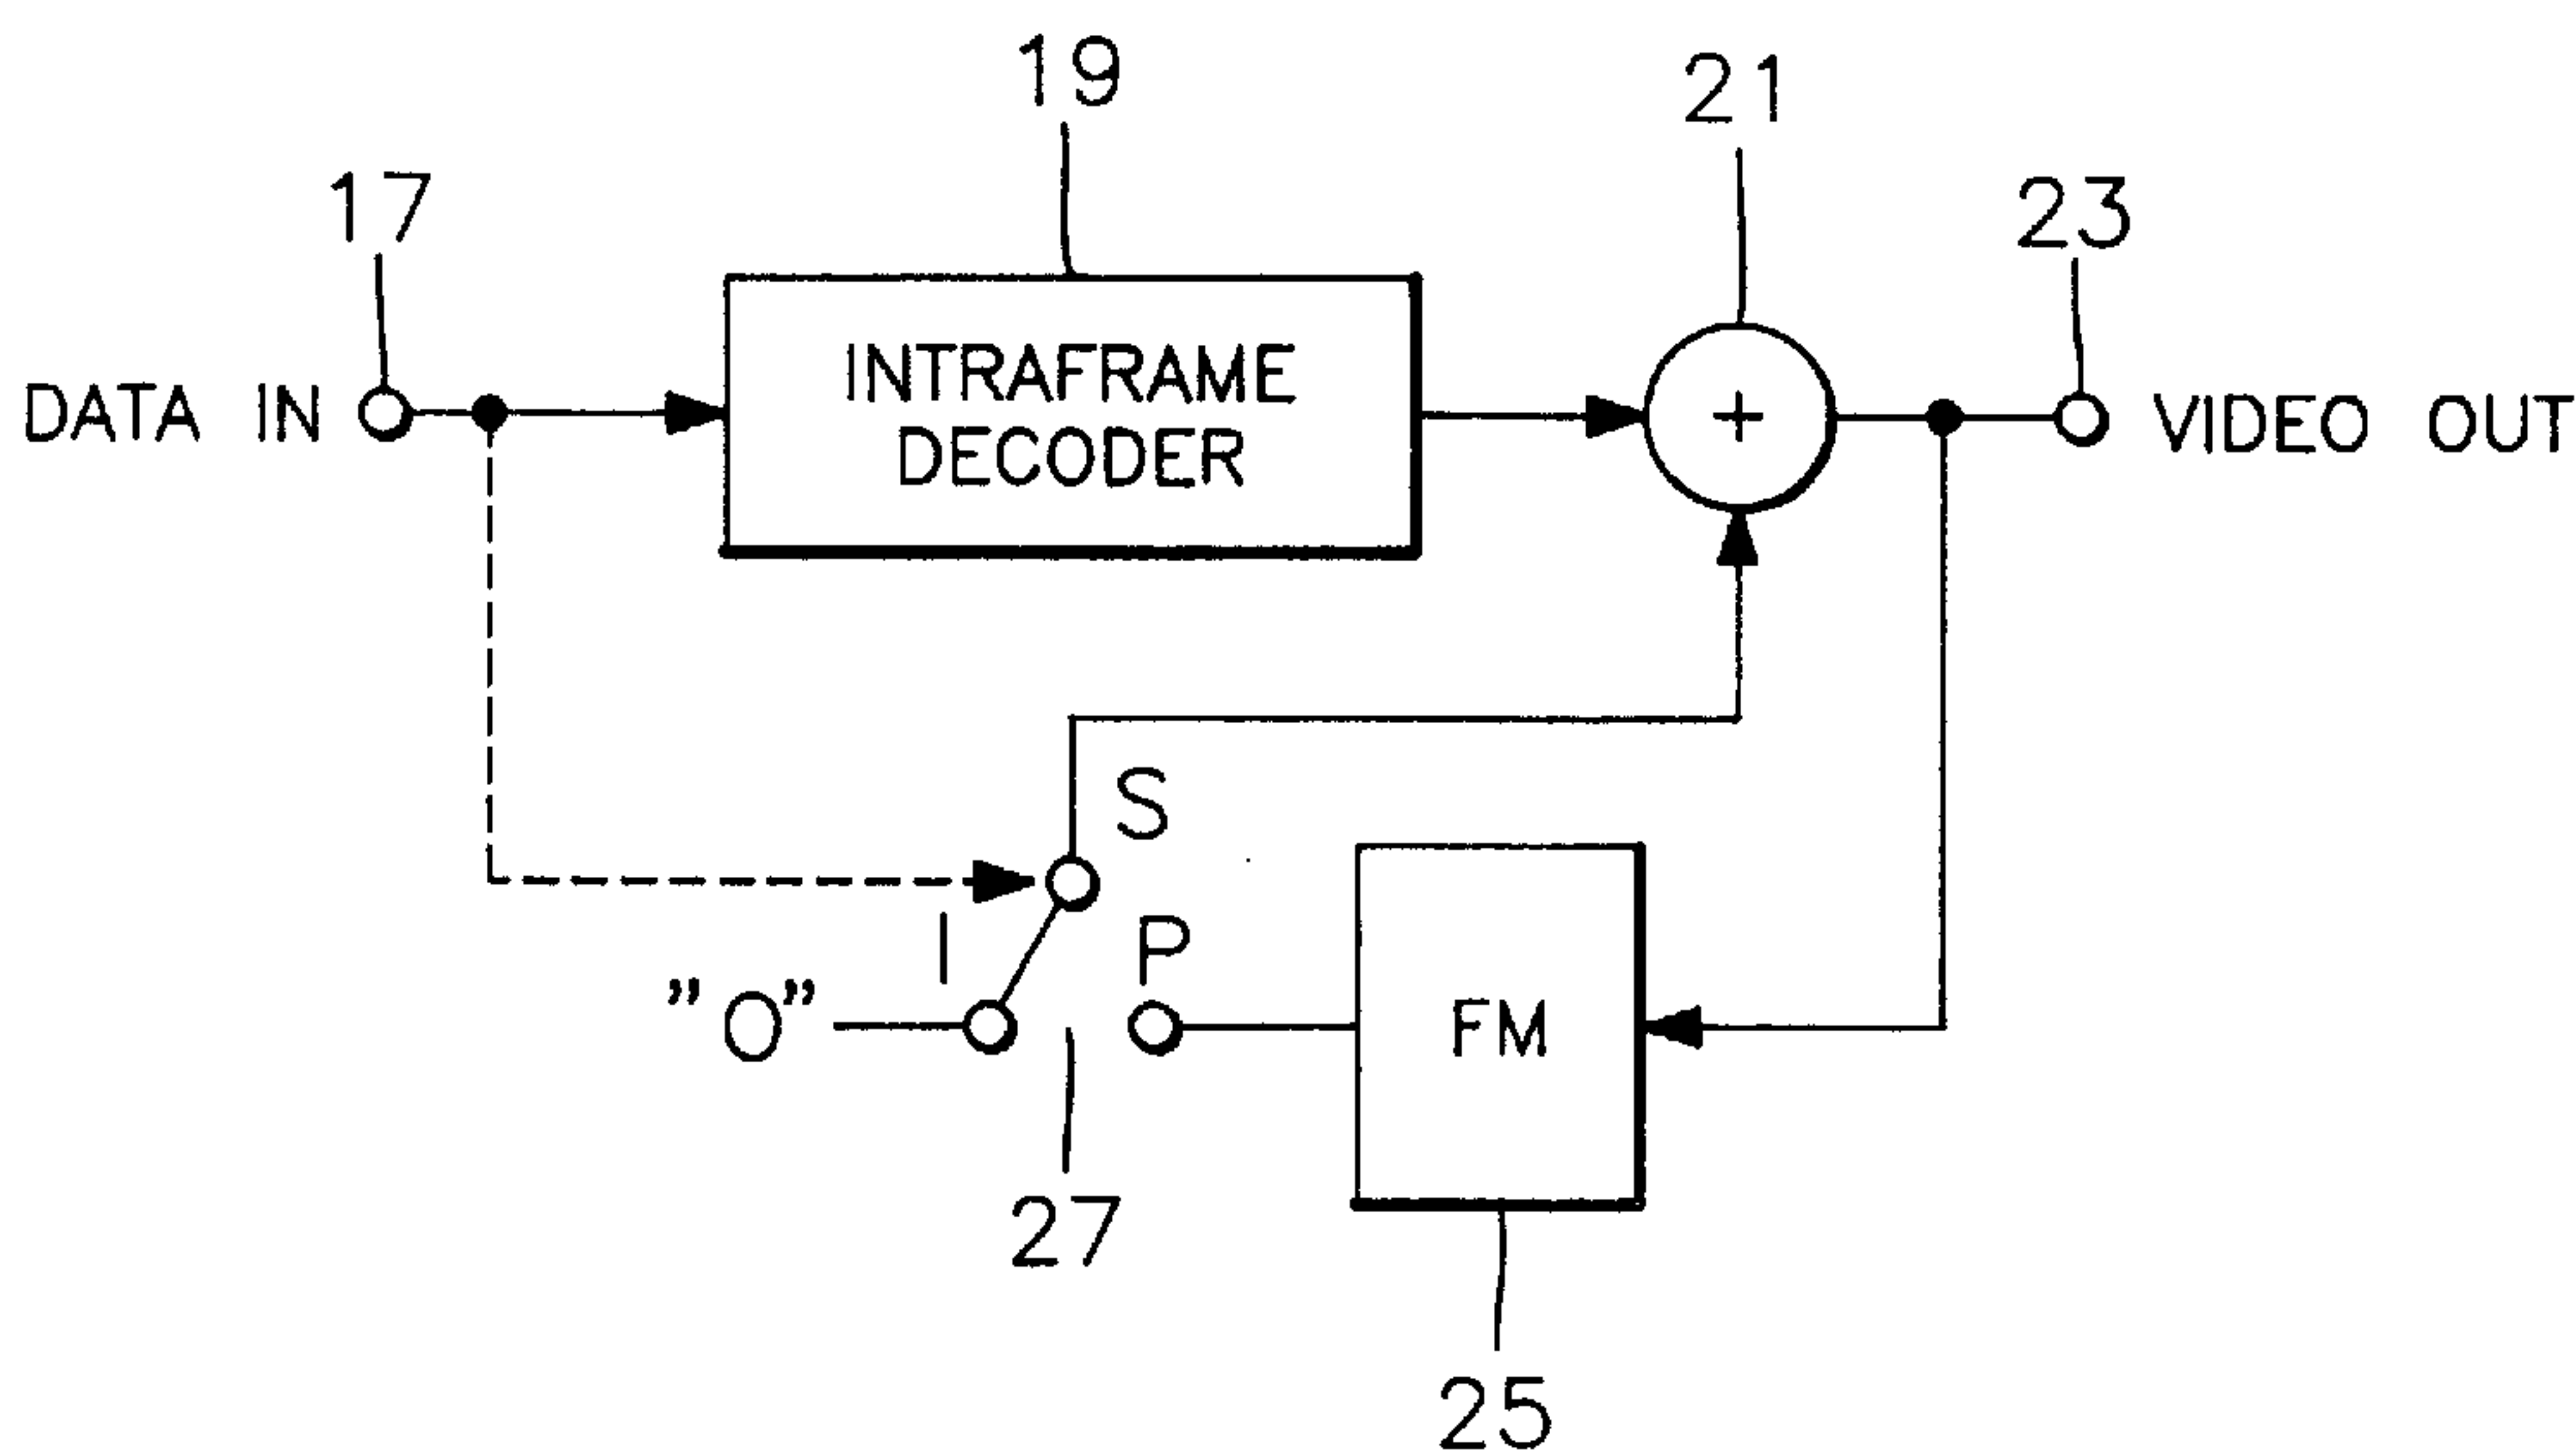 19
21
17
23
DATA IN
INTRAFRAME
DECODER
+
VIDEO OUT
S
I
P
"0"
FM
27
25